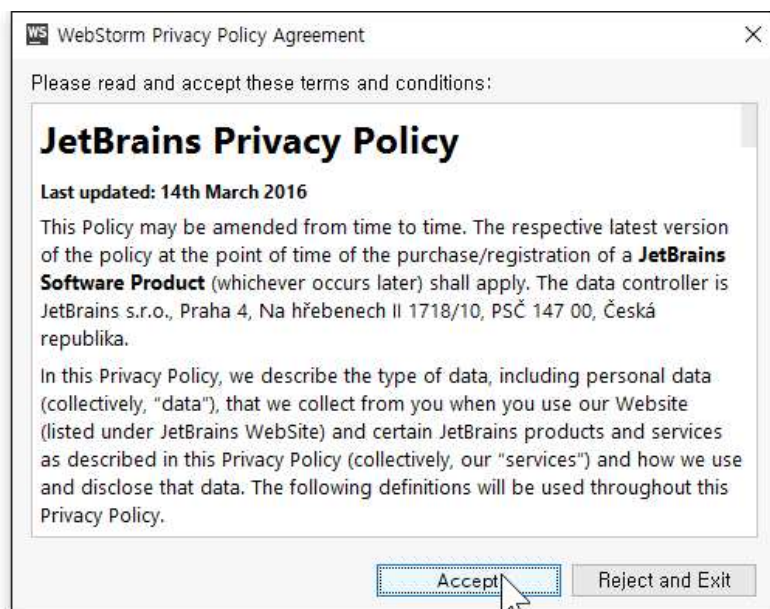 WS WebStorm Privacy Policy Agreement
Please read and accept these terms and conditions:
JetBrains Privacy Policy
Last updated: 14th March 2016
This Policy may be amended from time to time. The respective latest version
of the policy at the point of time of the purchase/registration of a JetBrains
Software Product (whichever occurs later) shall apply. The data controller is
JetBrains s.r.o., Praha 4, Na hřebenech II 1718/10, PSČ 147 00, Česká
republika.
In this Privacy Policy, we describe the type of data, including personal data
(collectively, “data”), that we collect from you when you use our Website
(listed under JetBrains WebSite) and certain JetBrains products and services
as described in this Privacy Policy (collectively, our “services”) and how we use
and disclose that data. The following definitions will be used throughout this
Privacy Policy.
Accept Reject and Exit